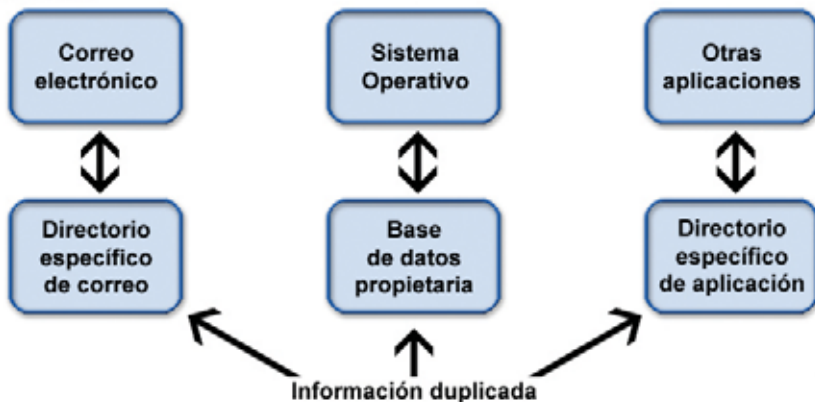 Correo
electrónico
Sistema
Operativo
Otras
aplicaciones
Directorio
específico
de correo
Base
de datos
propietaria
Directorio
específico
de aplicación
Información duplicada